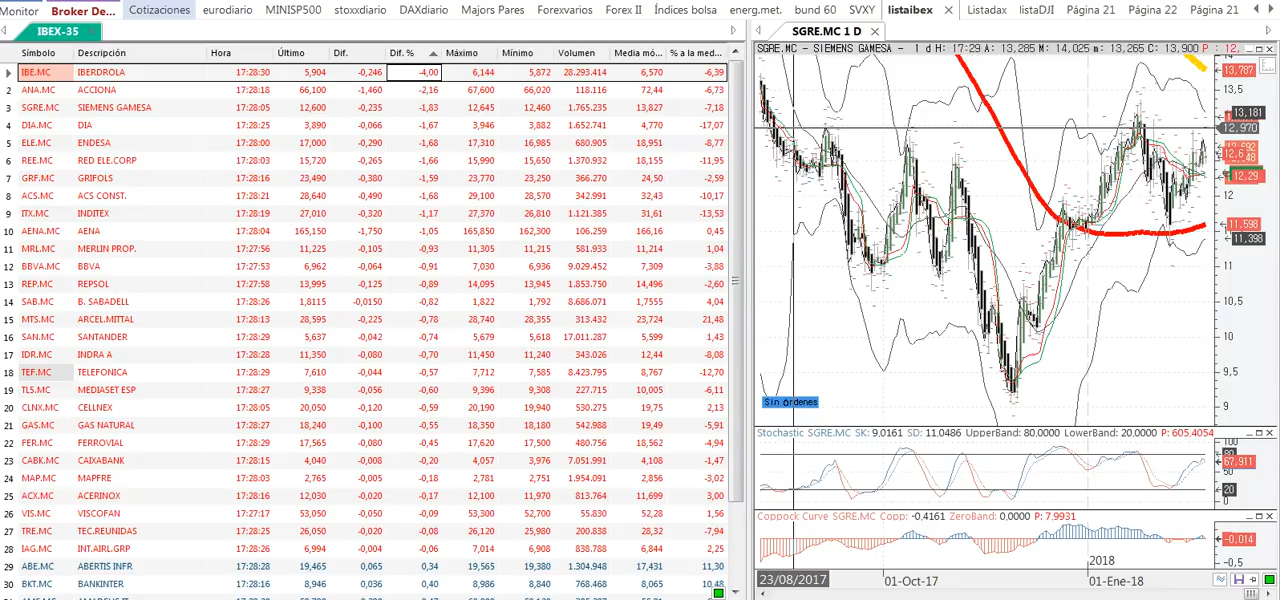 Monitor Broker De... Cotizaciones eurodiario MINISP500 stoxxdiario DAXdiario Majors Pares Forexvarios Forex II Índices bolsa energ.met. bund 60 SVXY listaibex Listadax listaDJI Página 21 Página 22 Página 21
IBEX-35
SGRE.MC 1 D
Símbolo Descripción Hora Último Dif. Dif. % Máximo Mínimo Volumen Media mó... % a la med...
IBE.MC IBERDROLA 17:28:30 5,904 -0,246 -4,00 6,144 5,872 28.293.414 6,570 -6,39
2 ANA.MC ACCIONA 17:28:18 66,100 -1,460 -2,16 67,600 66,020 118.116 72,44 -6,73
3 SGRE.MC SIEMENS GAMESA 17:28:05 12,600 -0,235 -1,83 12,645 12,460 1.765.235 13,827 -7,18
4 DIA.MC DIA 17:28:25 3,890 -0,066 -1,67 3,946 3,882 1.652.741 4,770 -17,07
5 ELE.MC ENDESA 17:28:00 17,000 -0,290 -1,68 17,310 16,985 680.905 18,951 -8,77
6 REE.MC RED ELE.CORP 17:28:03 15,720 -0,265 -1,66 15,990 15,650 1.370.932 18,155 -11,95
7 GRF.MC GRIFOLS 17:28:16 23,490 -0,380 -1,59 23,770 23,250 366.270 24,50 -2,59
8 ACS.MC ACS CONST. 17:28:21 28,640 -0,490 -1,68 29,100 28,570 342.991 32,43 -10,17
9 ITX.MC INDITEX 17:28:19 27,010 -0,320 -1,17 27,370 26,810 1.121.385 31,61 -13,53
10 AENA.MC AENA 17:28:04 165,150 -1,750 -1,05 165,850 162,300 106.259 166,16 0,45
11 MRL.MC MERLIN PROP. 17:27:56 11,225 -0,105 -0,93 11,305 11,215 581.933 11,214 1,04
12 BBVA.MC BBVA 17:27:53 6,962 -0,064 -0,91 7,030 6,936 9.029.452 7,309 -3,88
13 REP.MC REPSOL 17:27:58 13,995 -0,125 -0,89 14,095 13,945 1.853.750 14,496 -2,60
14 SAB.MC B. SABADELL 17:28:26 1,8115 -0,0150 -0,82 1,822 1,792 8.686.071 1,7555 4,04
15 MTS.MC ARCEL.MITTAL 17:28:13 28,595 -0,225 -0,78 28,740 28,355 313.432 23,724 21,48
16 SAN.MC SANTANDER 17:28:29 5,637 -0,042 -0,74 5,679 5,618 17.011.287 5,599 1,43
17 IDR.MC INDRA A 17:28:28 11,350 -0,080 -0,70 11,450 11,240 343.026 12,44 -8,08
18 TEF.MC TELEFONICA 17:28:29 7,610 -0,044 -0,57 7,712 7,585 8.423.795 8,767 -12,70
19 TL5.MC MEDIASET ESP 17:27:29 9,338 -0,056 -0,60 9,396 9,308 227.715 10,005 -6,11
20 CLNX.MC CELLNEX 17:28:05 20,050 -0,120 -0,59 20,190 19,940 530.275 19,75 2,13
21 GAS.MC GAS NATURAL 17:28:27 18,240 -0,100 -0,55 18,350 18,180 542.988 19,49 -5,91
22 FER.MC FERROVIAL 17:28:29 17,565 -0,080 -0,45 17,620 17,500 480.756 18,562 -4,94
23 CABK.MC CAIXABANK 17:28:15 4,040 -0,008 -0,20 4,057 3,976 7.051.991 4,108 -1,47
24 MAP.MC MAPFRE 17:28:03 2,765 -0,005 -0,18 2,781 2,751 1.954.091 2,856 -3,02
25 ACX.MC ACERINOX 17:28:16 12,030 -0,020 -0,17 12,100 11,970 813.764 11,699 3,00
26 VIS.MC VISCOFAN 17:27:17 53,050 -0,050 -0,09 53,300 52,700 55.830 52,28 1,56
27 TRE.MC TEC.REUNIDAS 17:28:25 26,050 -0,020 -0,08 26,120 25,980 200.838 28,32 -7,94
28 IAG.MC INT.AIRL.GRP 17:28:26 6,994 -0,004 -0,06 7,014 6,908 838.788 6,844 2,25
29 ABE.MC ABERTIS INFR 17:28:28 19,465 0,065 0,34 19,565 19,380 1.304.948 17,431 11,30
30 BKT.MC BANKINTER 17:28:16 8,946 0,036 0,40 8,986 8,898 768.468 8,065 10,48
SGRE.MC - SIEMENS GAMESA - 1 d H: 17:29 A: 13,285 M: 14,025 m: 13,265 C: 13,900 P : 12.
13,787
13,5
13,181
12,970
12,29
12
11,598
11,398
11
10,5
10
9,5
9
Sin órdenes
Stochastic SGRE.MC SK: 9,0161 SD: 11,0486 UpperBand: 80,0000 LowerBand: 20,0000 P: 605,4054
100
80
67,911
50
20
0
Coppock Curve SGRE.MC Copp: -0,4161 ZeroBand: 0,0000 P: 7,9931
-0,014
-0,5
2018
23/08/2017 01-Oct-17 01-Ene-18